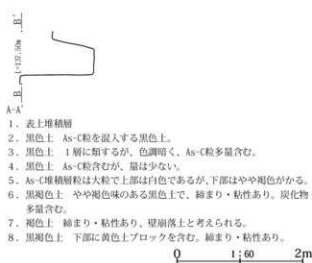 B'
L=132.50m
B
A-A'
1．表土堆積層
2．黒色土　As-C粒を混入する黒色土。
3．黒色土　1層に類するが、色調暗く、As-C粒多量含む。
4．黒色土　As-C粒含むが、量は少ない。
5．As-C堆積層粒は大粒で上部は白色であるが、下部はやや褐色がかる。
6．黒褐色土　やや褐色味のある黒色土で、締まり・粘性あり。炭化物
多量含む。
7．褐色土　締まり・粘性あり、壁崩落土と考えられる。
8．黒褐色土　下部に黄色土ブロックを含む。締まり・粘性あり。
0　1：60　2m